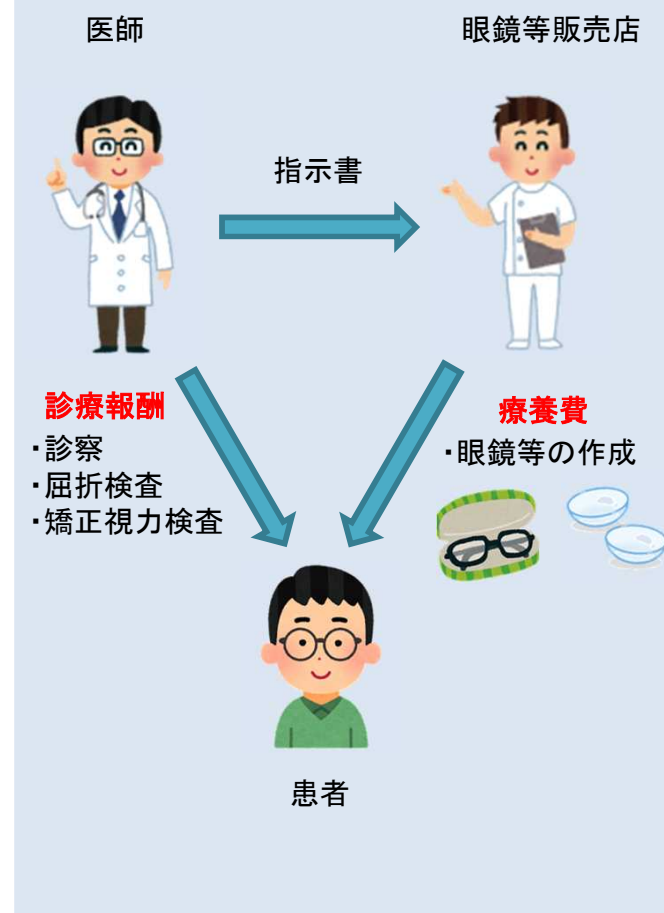 医師
眼鏡等販売店
指示書
診療報酬
・診察
・屈折検査
・矯正視力検査
療養費
・眼鏡等の作成
患者